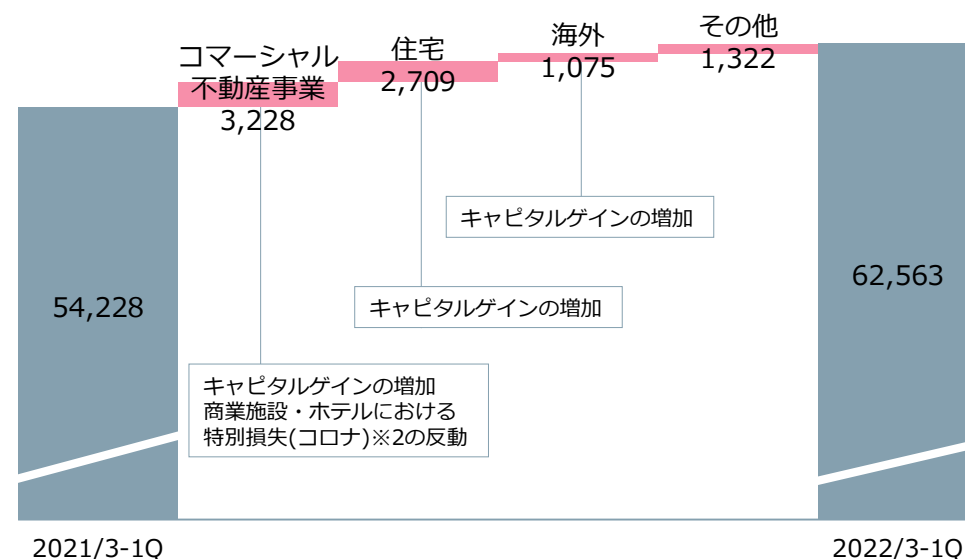 コマーシャル
不動産事業
3,228
住宅
2,709
海外
1,075
その他
1,322
キャピタルゲインの増加
キャピタルゲインの増加
54,228
62,563
キャピタルゲインの増加
商業施設・ホテルにおける
特別損失(コロナ)※2の反動
2021/3-1Q
2022/3-1Q